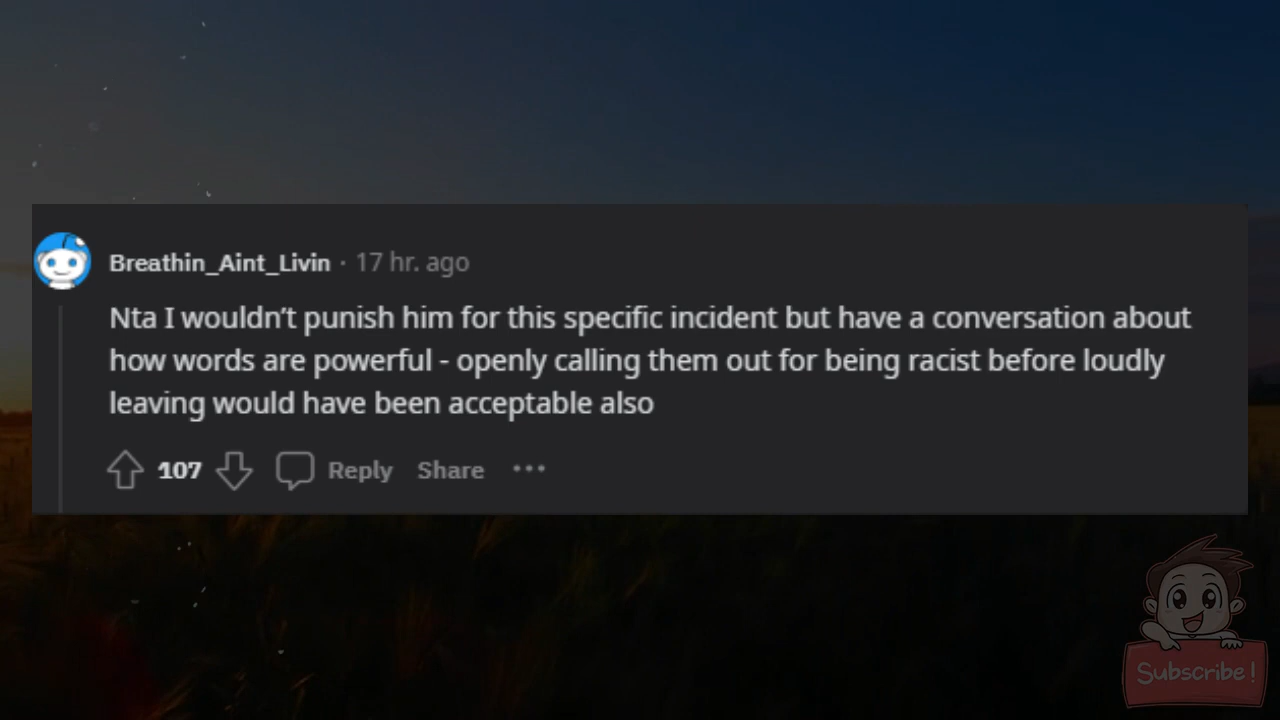 Breathin_Aint_Livin · 17 hr. ago
Nta I wouldn’t punish him for this specific incident but have a conversation about
how words are powerful - openly calling them out for being racist before loudly
leaving would have been acceptable also
107 Reply Share ···
Subscribe!